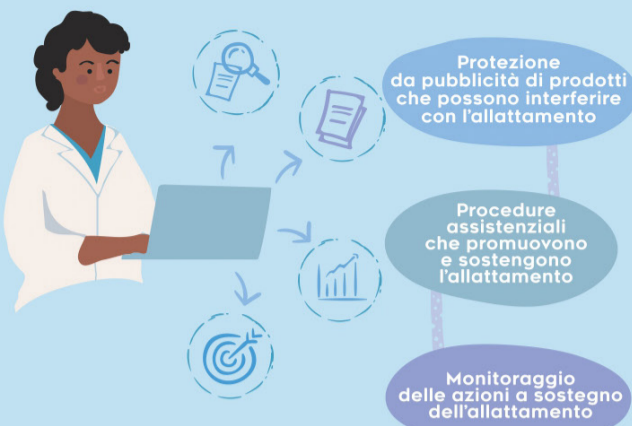 Protezione
da pubblicità di prodotti
che possono interferire
con l'allattamento
Procedure
assistenziali
che promuovono
e sostengono
l'allattamento
Monitoraggio
delle azioni a sostegno
dell'allattamento